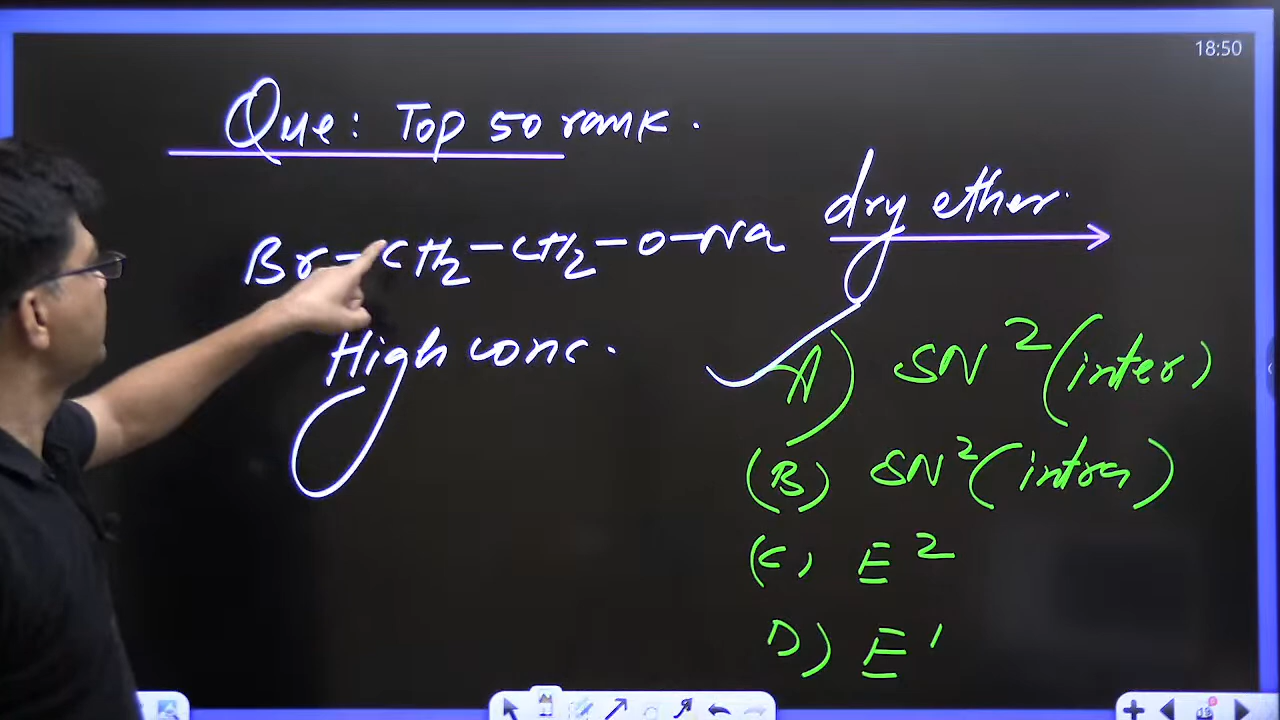 18:50
Que: Top 50 rank.
Br-CH2-CH2-O-Na dry ether.
High conc.
A) SN2 (inter)
(B) SN2 (intra)
(C) E2
D) E1